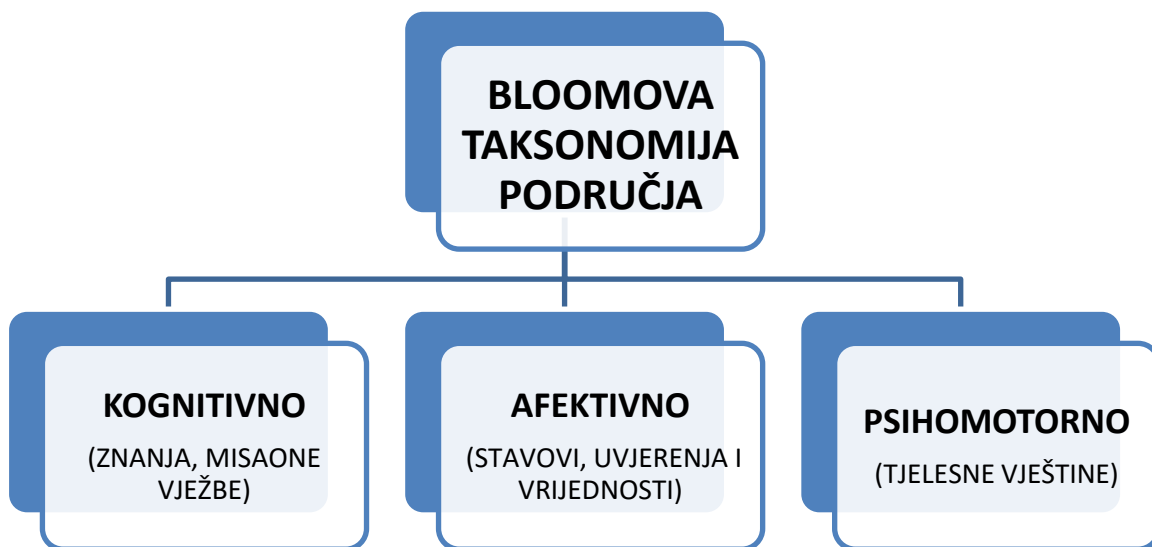 BLOOMOVA
TAKSONOMIJA
PODRUČJA
KOGNITIVNO
(ZNANJA, MISAONE
VJEŽBE)
AFEKTIVNO
(STAVOVI, UVJERENJA I
VRIJEDNOSTI)
PSIHOMOTORNO
(TJELESNE VJEŠTINE)